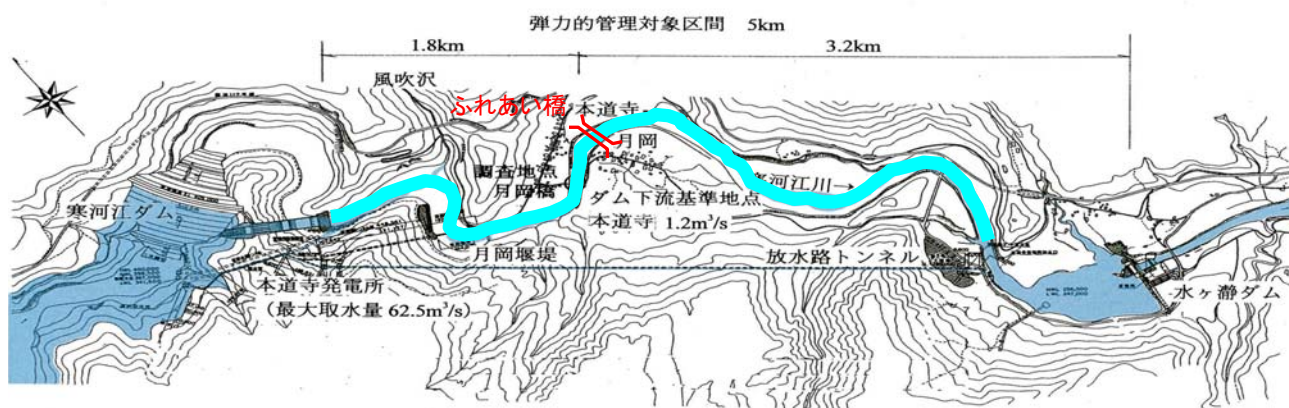 弾力的管理対象区間 5km
1.8km
3.2km
風吹沢
ふれあい橋
本道寺
月岡
調査地点
月岡橋
寒河江川→
ダム下流基準地点
本道寺 1.2m³/s
寒河江ダム
月岡堰堤
放水路トンネル
本道寺発電所
(最大取水量 62.5m³/s)
水ヶ瀞ダム